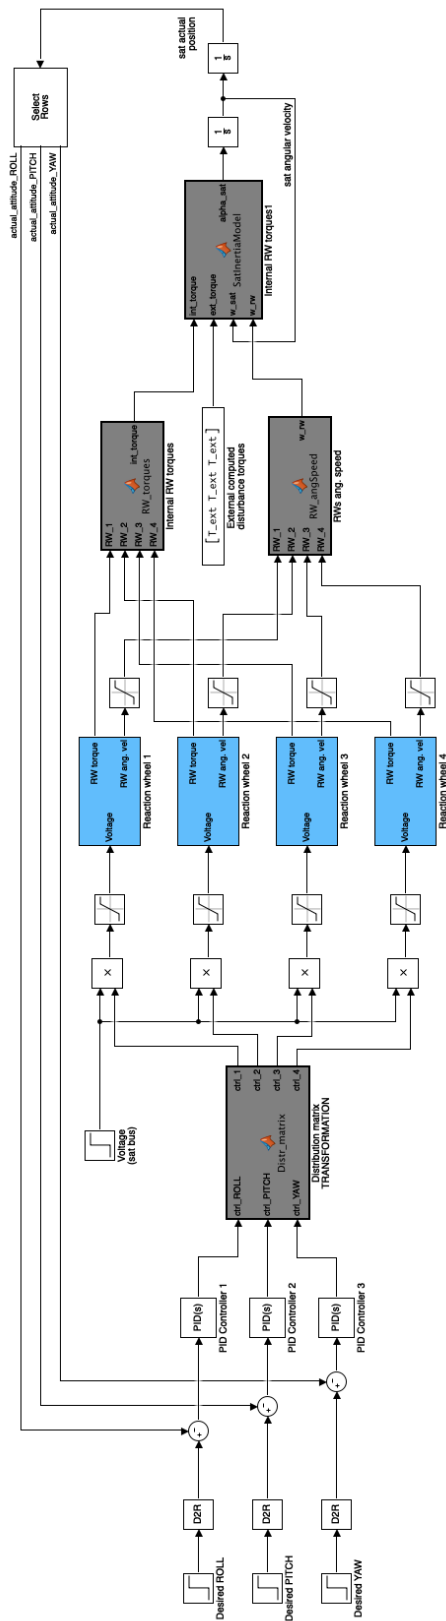 Desired ROLL
Desired PITCH
Desired YAW
D2R
D2R
D2R
+
-
+
-
+
-
PID(s)
PID Controller 1
PID(s)
PID Controller 2
PID(s)
PID Controller 3
Voltage
(sat bus)
ctrl_ROLL
ctrl_PITCH
ctrl_YAW
Distr_matrix
ctrl_1
ctrl_2
ctrl_3
ctrl_4
Distribution matrix
TRANSFORMATION
×
×
×
×
Voltage
RW torque
RW ang. vel
Reaction wheel 1
Voltage
RW torque
RW ang. vel
Reaction wheel 2
Voltage
RW torque
RW ang. vel
Reaction wheel 3
Voltage
RW torque
RW ang. vel
Reaction wheel 4
RW_1
RW_2
RW_3
RW_4
RW_torques
int_torque
Internal RW torques
[T_ext T_ext T_ext]
External computed
disturbance torques
RW_1
RW_2
RW_3
RW_4
RW_angSpeed
w_rw
RWs ang. speed
int_torque
ext_torque
w_sat
w_rw
SatInertiaModel
alpha_sat
Internal RW torques1
1
s
sat angular velocity
1
s
sat actual
position
Select
Rows
actual_attitude_ROLL
actual_attitude_PITCH
actual_attitude_YAW